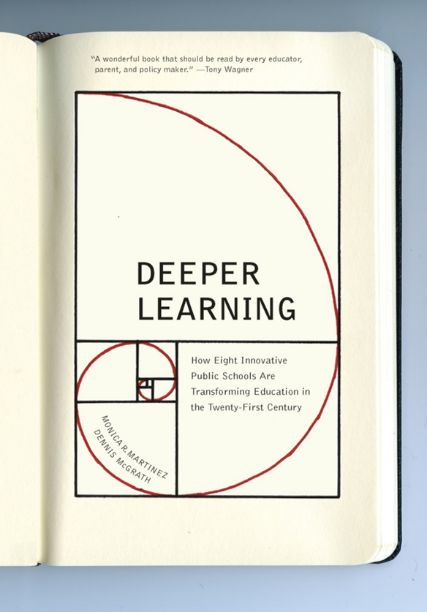 "A wonderful book that should be read by every educator,
parent, and policy maker." —Tony Wagner
DEEPER
LEARNING
How Eight Innovative
Public Schools Are
Transforming Education in
the Twenty-First Century
MONICA R. MARTINEZ
DENNIS McGRATH